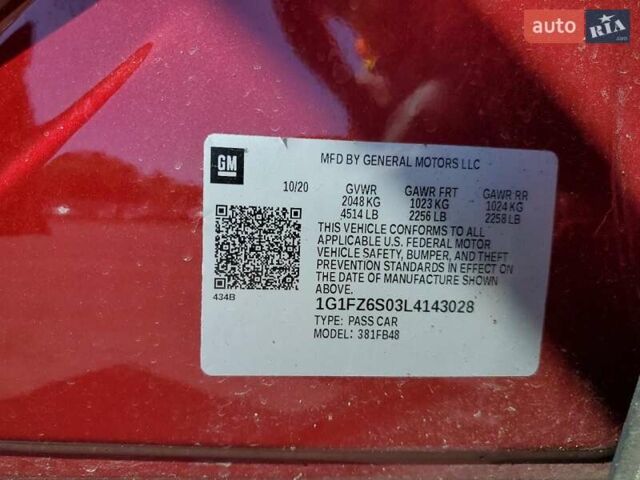 auto RIA
.com
GM
MFD BY GENERAL MOTORS LLC
10/20 GVWR GAWR FRT GAWR RR
2048 KG 1023 KG 1024 KG
4514 LB 2256 LB 2258 LB
THIS VEHICLE CONFORMS TO ALL
APPLICABLE U.S. FEDERAL MOTOR
VEHICLE SAFETY, BUMPER, AND THEFT
PREVENTION STANDARDS IN EFFECT ON
THE DATE OF MANUFACTURE SHOWN
ABOVE.
434B
1G1FZ6S03L4143028
TYPE: PASS CAR
MODEL: 381FB48